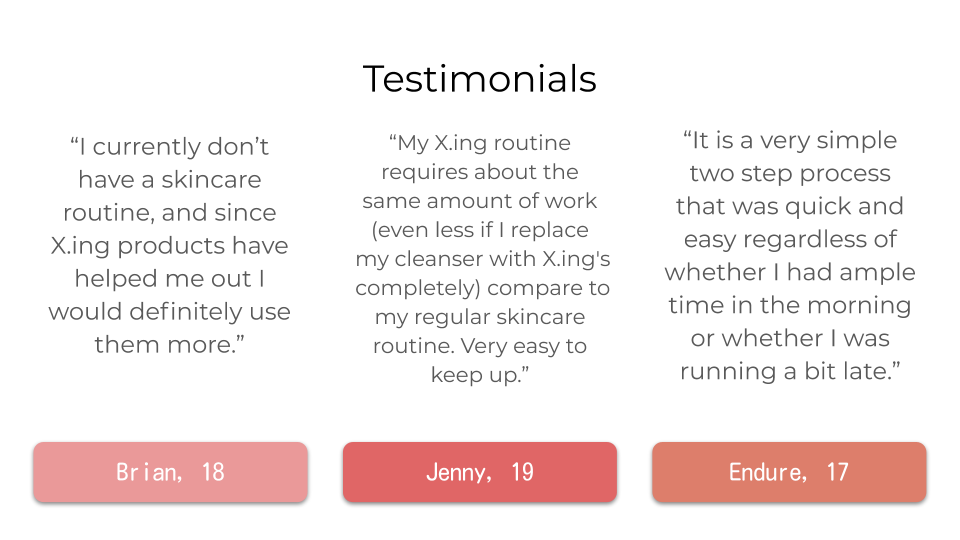 Testimonials
“I currently don’t
have a skincare
routine, and since
X.ing products have
helped me out I
would definitely use
them more.”
“My X.ing routine
requires about the
same amount of work
(even less if I replace
my cleanser with X.ing's
completely) compare to
my regular skincare
routine. Very easy to
keep up.”
“It is a very simple
two step process
that was quick and
easy regardless of
whether I had ample
time in the morning
or whether I was
running a bit late.”
Brian, 18
Jenny, 19
Endure, 17